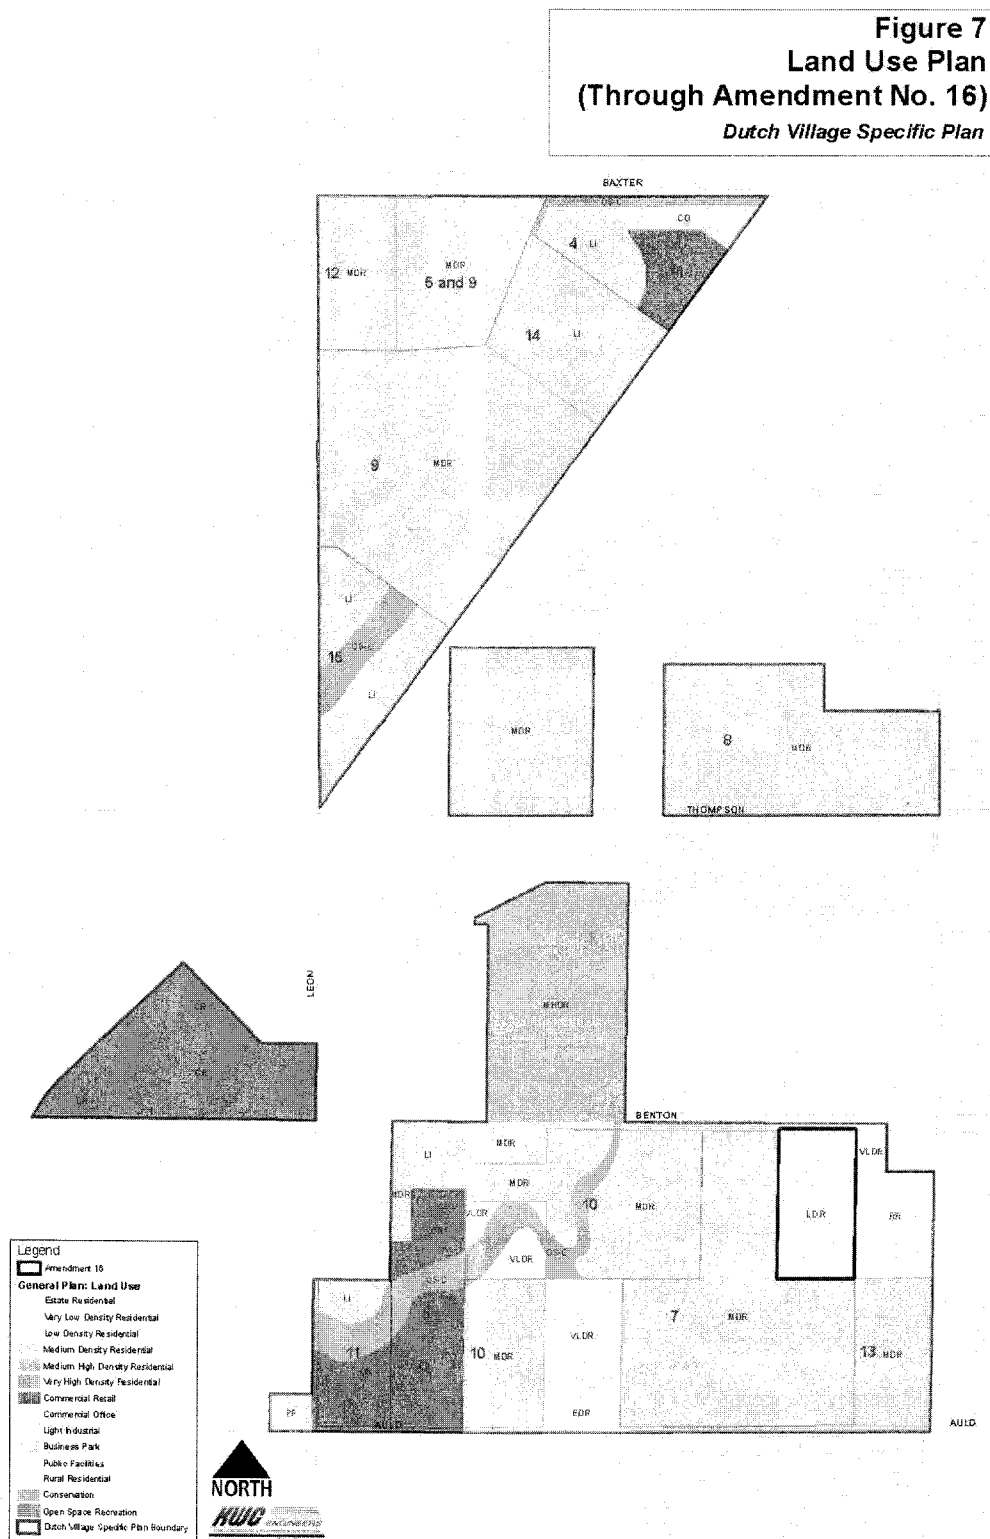 Figure 7
Land Use Plan
(Through Amendment No. 16)
Dutch Village Specific Plan
BAXTER
CO
4 LI
12 MDR
MDR
5 and 9
14 LI
9 MDR
LI
LI
MDR
8
THOMPSON
LEON
CR
CR
BENTON
LI
MDR
VLDR
MDR
MDR
LDR
RR
VLDR
10 MDR
VLDR
OS-C
LI
7 MDR
VLDR
11
10 MDR
13 MDR
PF
AULD
EDR
AULD
Legend
Amendment 16
General Plan: Land Use
Estate Residential
Very Low Density Residential
Low Density Residential
Medium Density Residential
Medium High Density Residential
Very High Density Residential
Commercial Retail
Commercial Office
Light Industrial
Business Park
Public Facilities
Rural Residential
Conservation
Open Space Recreation
Dutch Village Specific Plan Boundary
NORTH
KWC ENGINEERS